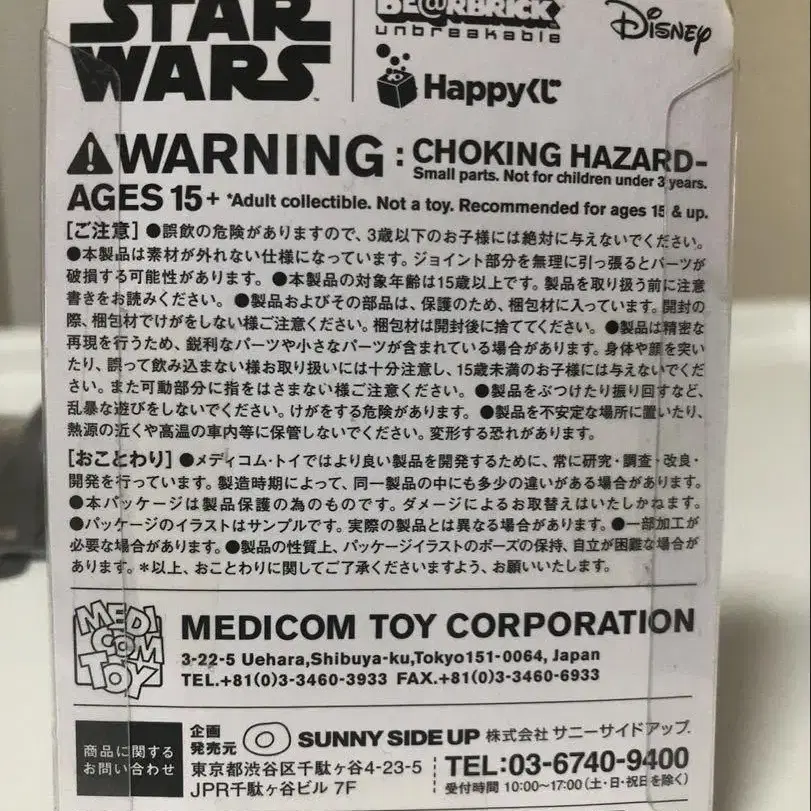 STAR
WARS
BE@RBRICK
unbreakable
Disney
Happyくじ
WARNING : CHOKING HAZARD-
Small parts. Not for children under 3 years.
AGES 15+ *Adult collectible. Not a toy. Recommended for ages 15 & up.
[ご注意] ●誤飲の危険がありますので、3歳以下のお子様には絶対に与えないでください。
●本製品は素材が外れない仕様になっています。ジョイント部分を無理に引っ張るとパーツが
破損する可能性があります。 ●本製品の対象年齢は15歳以上です。製品を取り扱う前に注意
書きをお読みください。 ●製品およびその部品は、保護のため、梱包材に入っています。開封の
際、梱包材でけがをしない様ご注意ください。梱包材は開封後に捨ててください。 ●製品は精密な
再現を行うため、鋭利なパーツや小さなパーツが含まれている場合があります。身体や顔を突い
たり、誤って飲み込まない様お取り扱いには十分注意し、15歳未満のお子様には与えないでくだ
さい。また可動部分に指をはさまない様ご注意ください。 ●製品をぶつけたり振り回すなど、
乱暴な遊びをしないでください。けがをする危険があります。 ●製品を不安定な場所に置いたり、
熱源の近くや高温の車内等に保管しないでください。変形する恐れがあります。
[おことわり] ●メディコム・トイではより良い製品を開発するために、常に研究・調査・改良・
開発を行っています。製造時期によって、同一製品の中にも多少の違いがある場合があります。
●本パッケージは製品保護の為のものです。ダメージによるお取替えはいたしかねます。
●パッケージのイラストはサンプルです。実際の製品とは異なる場合があります。 ●一部加工が
必要な場合があります。●製品の性質上、パッケージイラストのポーズの保持、自立が困難な場合が
あります。*以上、おことわりに関してご了承くださいますよう、お願いいたします。
MEDI
COM
TOY
MEDICOM TOY CORPORATION
3-22-5 Uehara,Shibuya-ku,Tokyo151-0064, Japan
TEL.+81(0)3-3460-3933 FAX.+81(0)3-3460-6933
商品に関する
お問い合わせ
企画
発売元
SUNNY SIDE UP 株式会社 サニーサイドアップ.
東京都渋谷区千駄ヶ谷4-23-5
JPR千駄ヶ谷ビル 7F
TEL:03-6740-9400
受付時間 10:00〜17:00(土・日・祝日を除く)